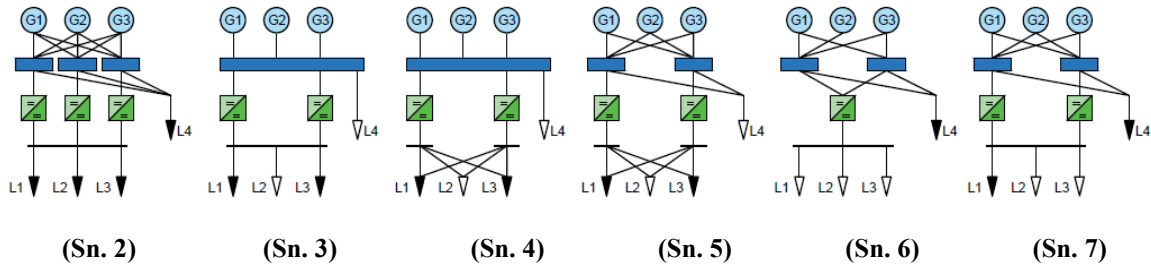 G1 G2 G3 G1 G2 G3 G1 G2 G3 G1 G2 G3 G1 G2 G3 G1 G2 G3
L4 L4 L4 L4 L4 L4
L1 L2 L3 L1 L2 L3 L1 L2 L3 L1 L2 L3 L1 L2 L3 L1 L2 L3
(Sn. 2) (Sn. 3) (Sn. 4) (Sn. 5) (Sn. 6) (Sn. 7)